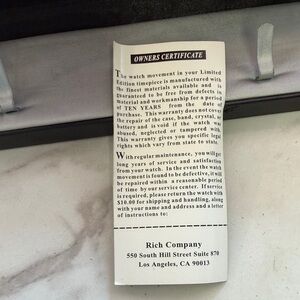 OWNERS CERTIFICATE
The watch movement in your Limited
Edition timepiece is manufactured with
the finest materials available and is
guaranteed to be free from defects in
material and workmanship for a period
of TEN YEARS from the date of
purchase. This warranty does not cover
the repair of the case, band, crystal, or
battery and is void if the watch was
abused, neglected or tampered with.
This warranty gives you specific legal
rights which vary from state to state.
With regular maintenance, you will get
long years of service and satisfaction
from your watch. In the event the watch
movement is found to be defective, it will
be repaired within a reasonable period
of time by our service center. If service
is required, please return the watch with
$10.00 for shipping and handling, along
with your name and address and a letter
of instructions to:
Rich Company
550 South Hill Street Suite 870
Los Angeles, CA 90013